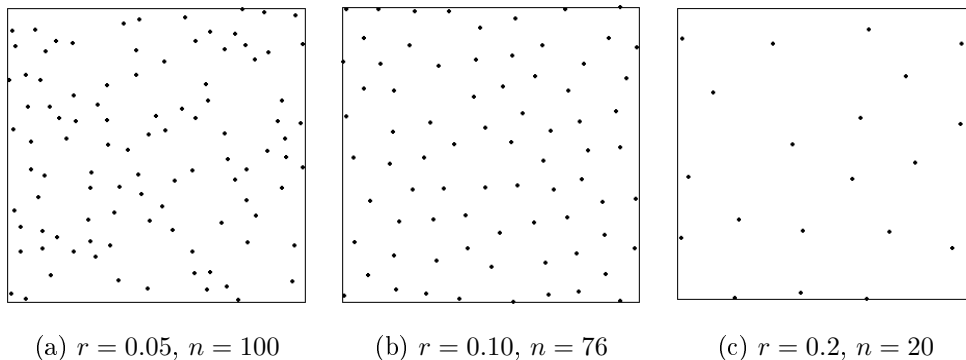 (a) r = 0.05, n = 100
(b) r = 0.10, n = 76
(c) r = 0.2, n = 20